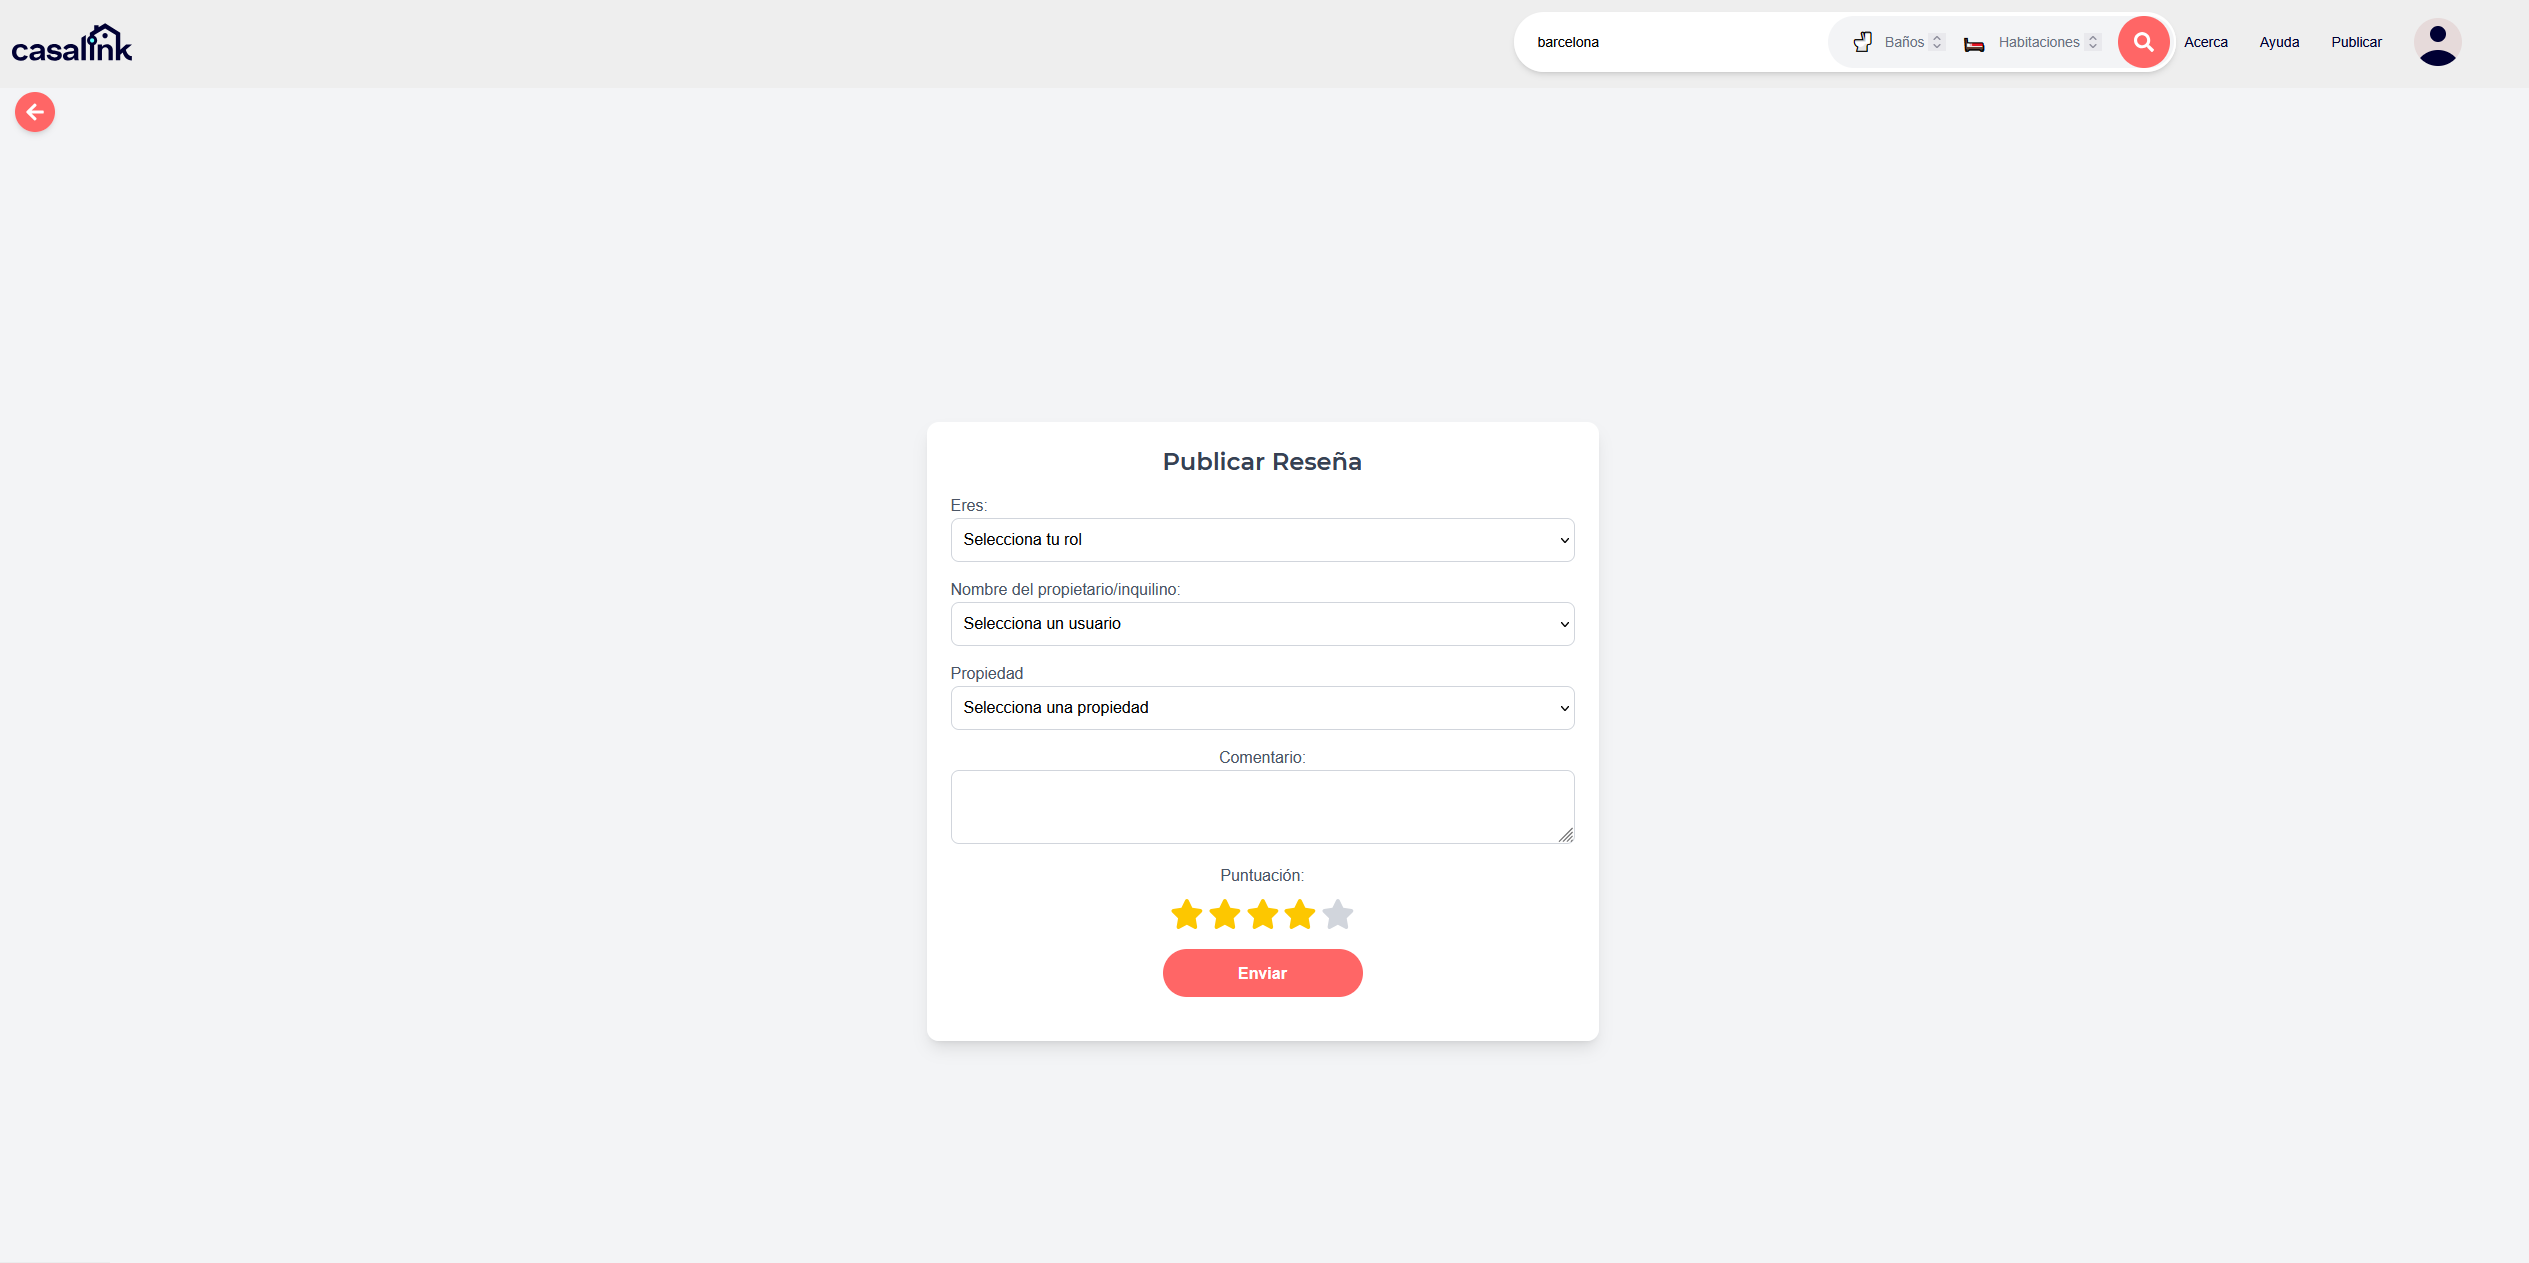 casalink
barcelona
Baños
Habitaciones
Acerca
Ayuda
Publicar
Publicar Reseña
Eres:
Selecciona tu rol
Nombre del propietario/inquilino:
Selecciona un usuario
Propiedad
Selecciona una propiedad
Comentario:
Puntuación:
Enviar